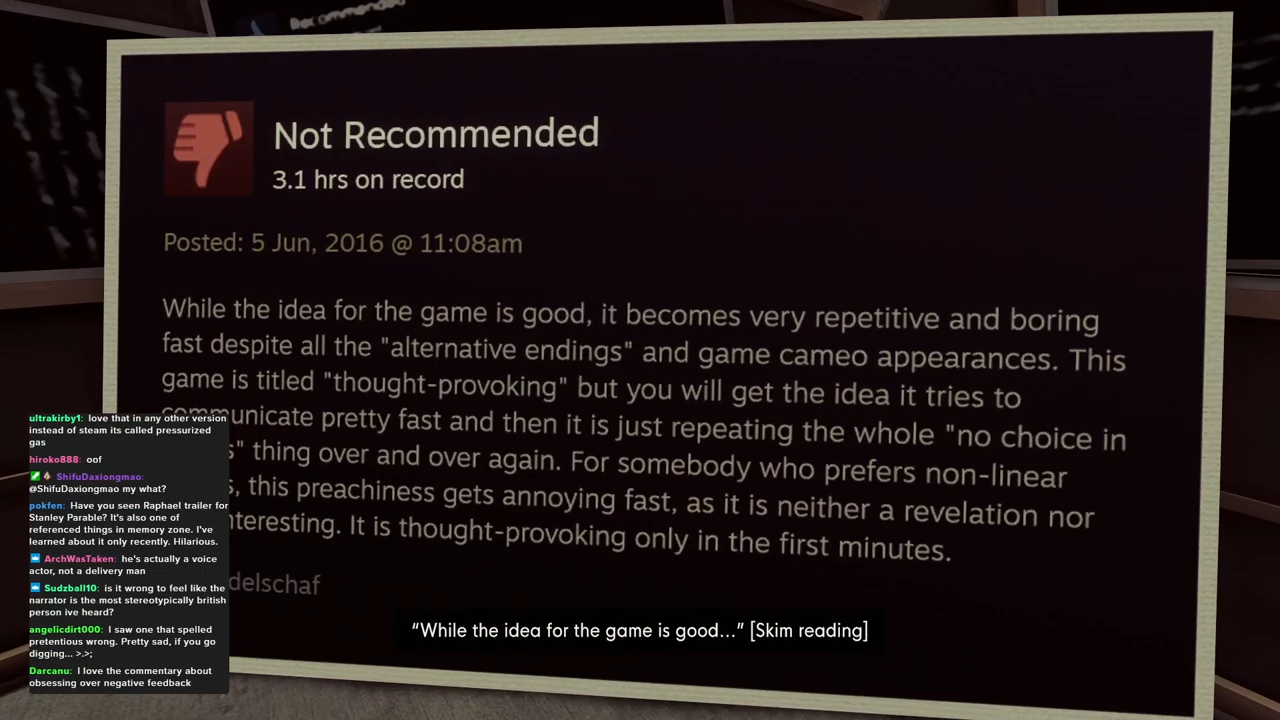 Recommended
Not Recommended
3.1 hrs on record
Posted: 5 Jun, 2016 @ 11:08am
While the idea for the game is good, it becomes very repetitive and boring
fast despite all the "alternative endings" and game cameo appearances. This
game is titled "thought-provoking" but you will get the idea it tries to
communicate pretty fast and then it is just repeating the whole "no choice in
" thing over and over again. For somebody who prefers non-linear
, this preachiness gets annoying fast, as it is neither a revelation nor
nteresting. It is thought-provoking only in the first minutes.
delschaf
ultrakirby1: love that in any other version
instead of steam its called pressurized
gas
hiroko888: oof
ShifuDaxiongmao:
@ShifuDaxiongmao my what?
pokfen: Have you seen Raphael trailer for
Stanley Parable? It's also one of
referenced things in memory zone. I've
learned about it only recently. Hilarious.
ArchWasTaken: he's actually a voice
actor, not a delivery man
Sudzball10: is it wrong to feel like the
narrator is the most stereotypically british
person ive heard?
angelicdirt000: I saw one that spelled
pretentious wrong. Pretty sad, if you go
digging... >.>;
Darcanu: I love the commentary about
obsessing over negative feedback
“While the idea for the game is good...” [Skim reading]